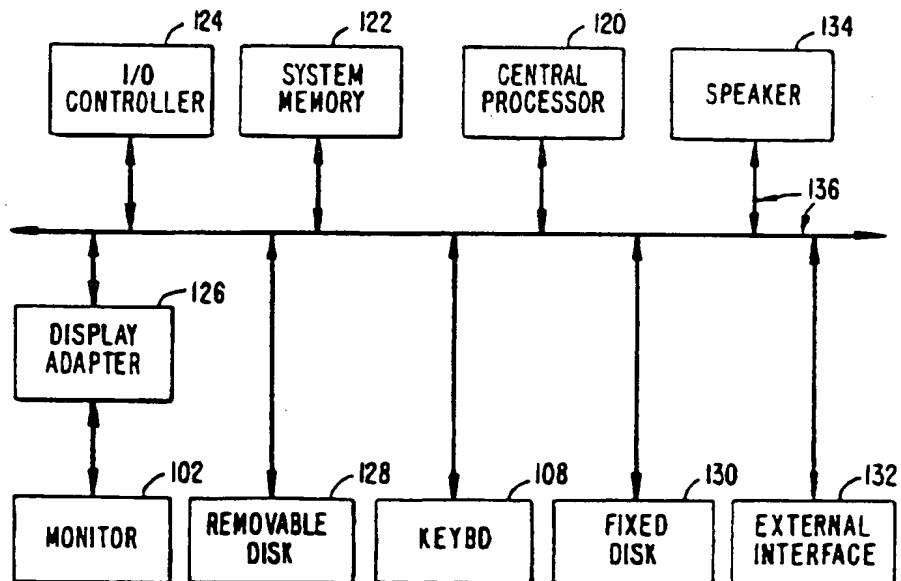 124
122
120
134
I/O
CONTROLLER
SYSTEM
MEMORY
CENTRAL
PROCESSOR
SPEAKER
136
126
DISPLAY
ADAPTER
102
128
108
130
132
MONITOR
REMOVABLE
DISK
KEYBD
FIXED
DISK
EXTERNAL
INTERFACE